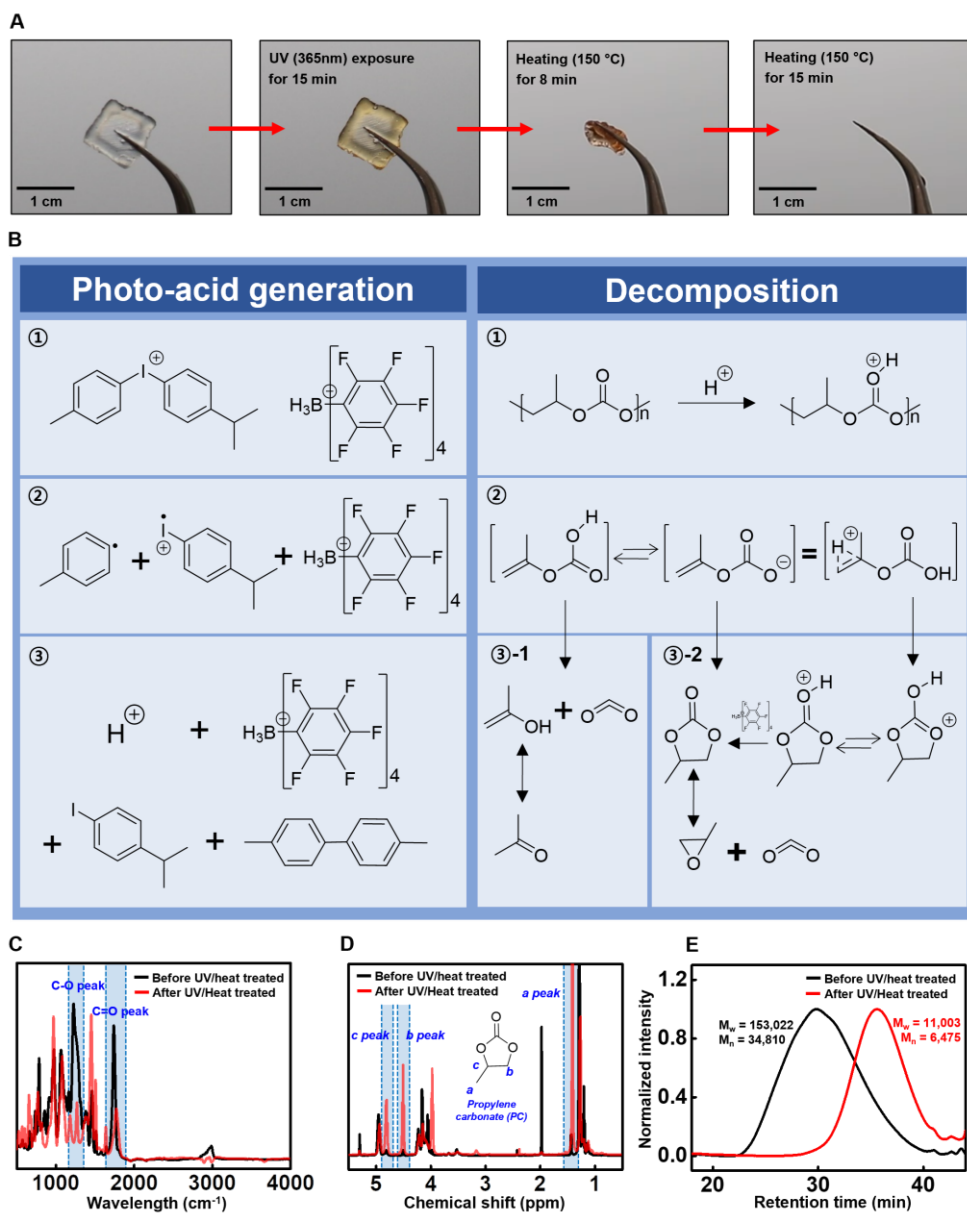 A
UV (365nm) exposure
for 15 min
Heating (150 °C)
for 8 min
Heating (150 °C)
for 15 min
1 cm
1 cm
1 cm
1 cm
B
Photo-acid generation
Decomposition
①
I
⊕
H₃B
⊖
F
F
F
F
F
4
①
O
O
O
n
H
⊕
H
⊕
O
O
O
n
②
I
⊕
+
+
H₃B
⊖
F
F
F
F
F
4
②
H
O
O
O
O
O
O
⊖
=
H
⊕
O
O
OH
③
H
⊕
+
H₃B
⊖
F
F
F
F
F
4
+
I
+
③-1
OH
+
O
O
O
③-2
O
O
O
H
⊕
O
O
O
H
O
O
O
⊕
O
+
O
O
C
Before UV/heat treated
After UV/Heat treated
C-O peak
C=O peak
1000
2000
3000
4000
Wavelength (cm⁻¹)
D
Before UV/heat treated
After UV/Heat treated
a peak
c peak
b peak
O
O
O
c
b
a
Propylene
carbonate (PC)
5
4
3
2
1
Chemical shift (ppm)
E
Before UV/heat treated
After UV/Heat treated
Mw = 153,022
Mn = 34,810
Mw = 11,003
Mn = 6,475
Normalized intensity
1.2
0.8
0.4
0.0
20
30
40
Retention time (min)